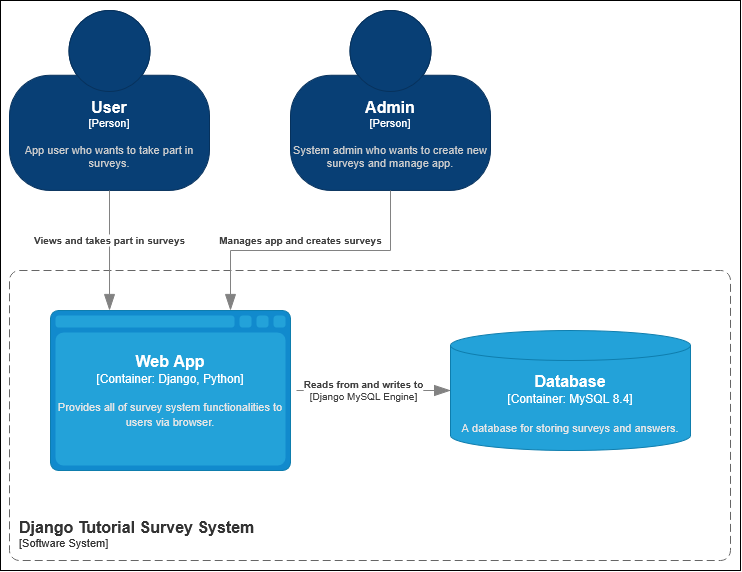 User
[Person]
App user who wants to take part in
surveys.
Admin
[Person]
System admin who wants to create new
surveys and manage app.
Views and takes part in surveys
Manages app and creates surveys
Web App
[Container: Django, Python]
Provides all of survey system functionalities to
users via browser.
Reads from and writes to
[Django MySQL Engine]
Database
[Container: MySQL 8.4]
A database for storing surveys and answers.
Django Tutorial Survey System
[Software System]